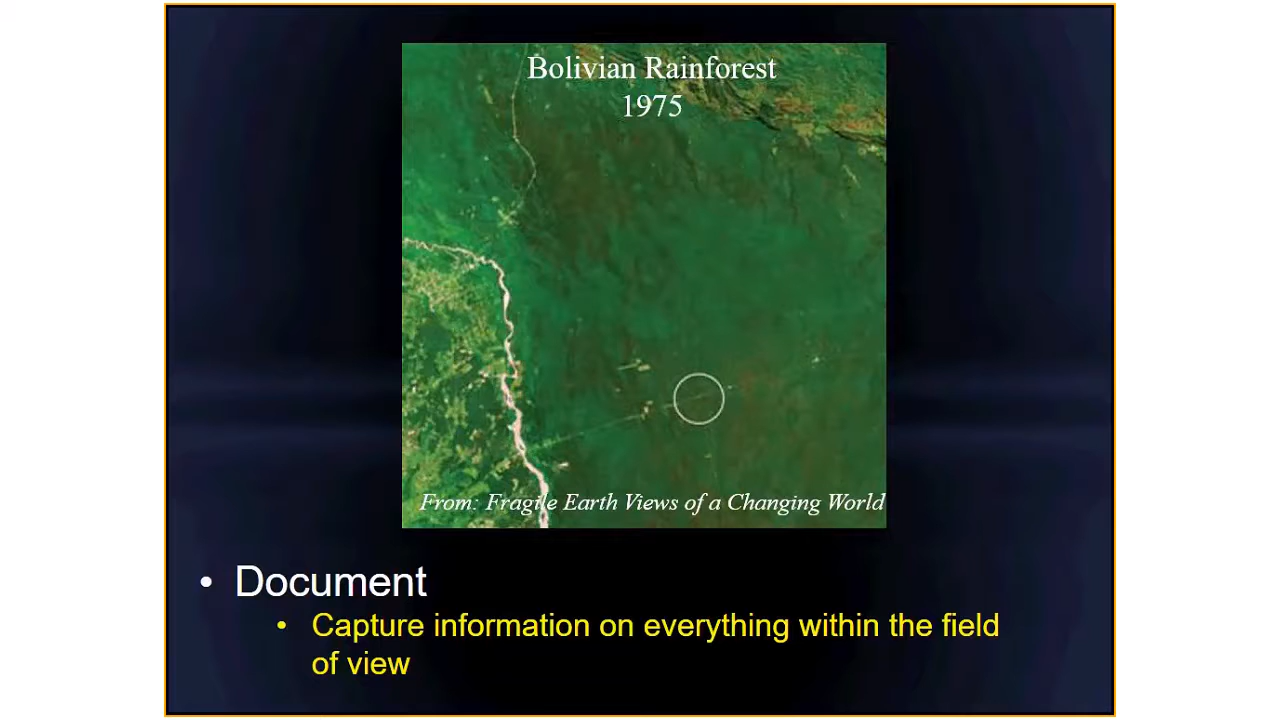 Bolivian Rainforest
1975
From: Fragile Earth Views of a Changing World
• Document
• Capture information on everything within the field
of view